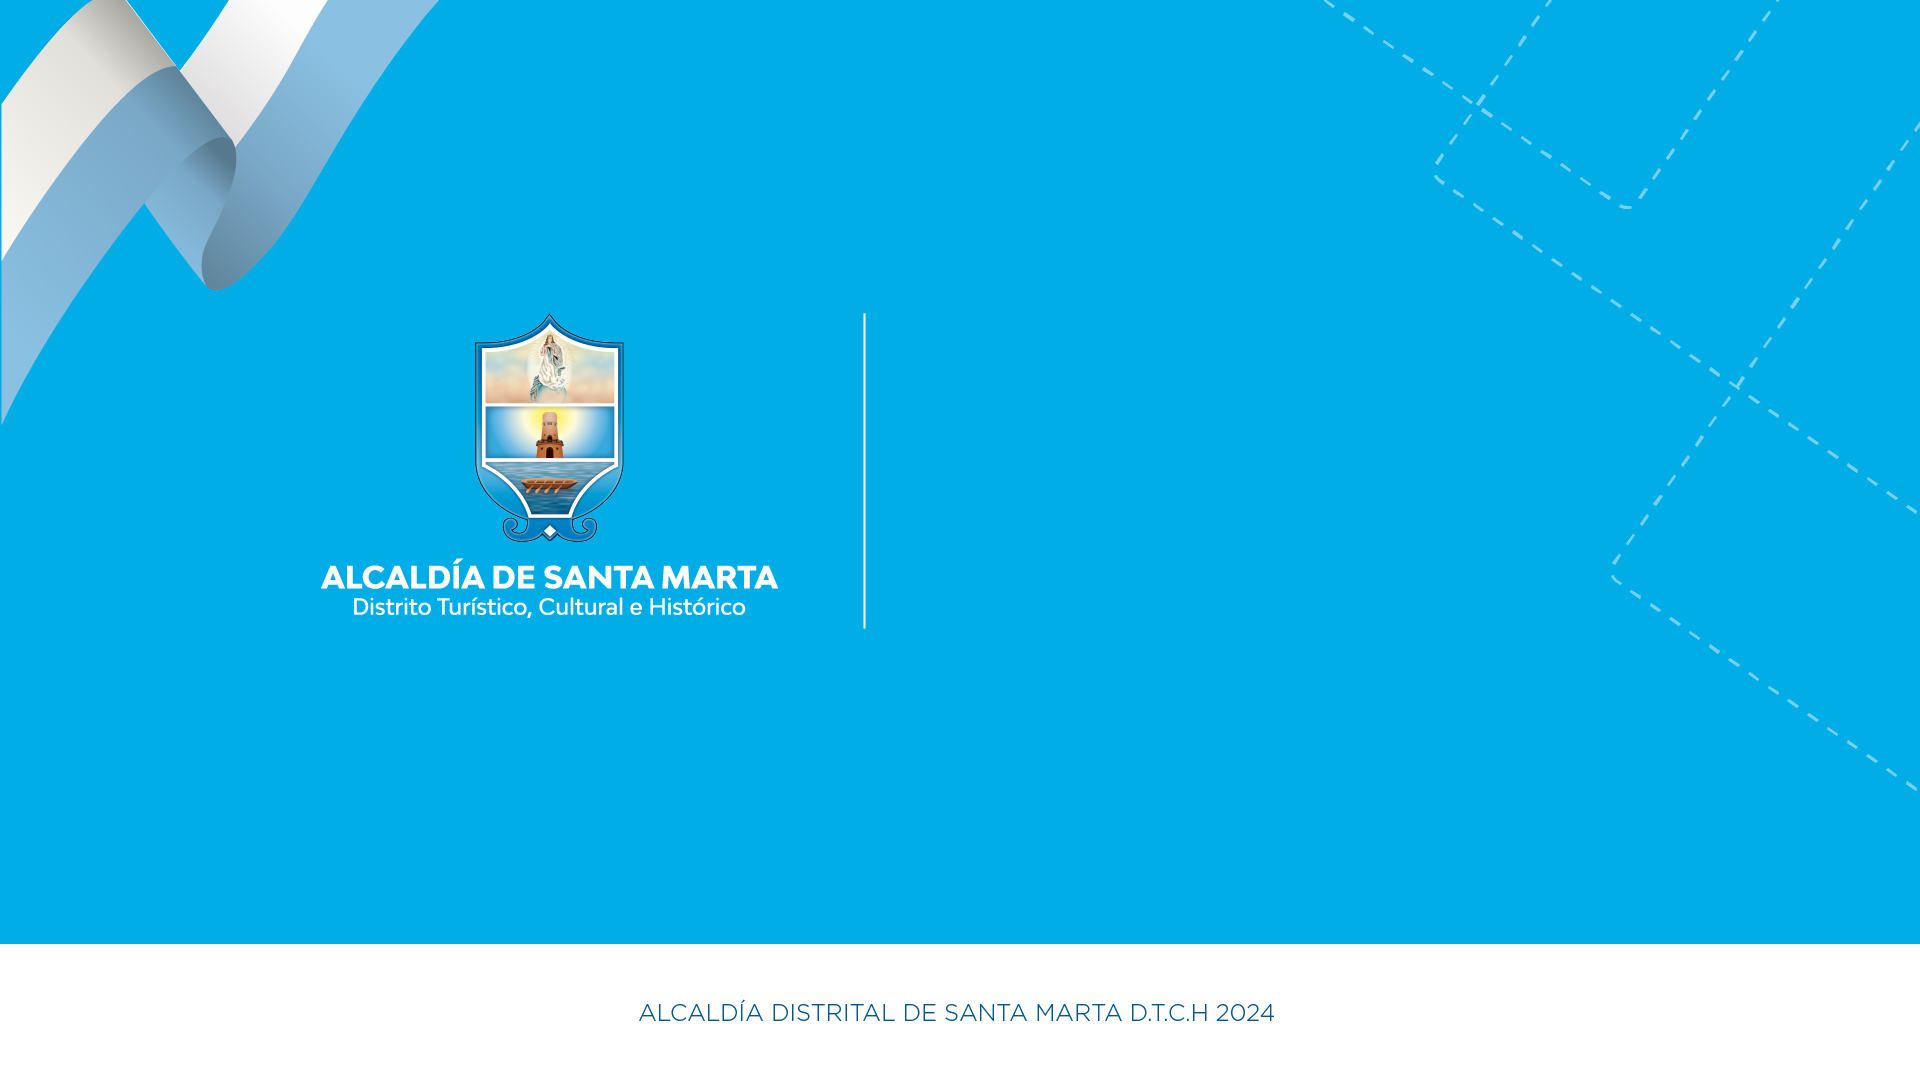 ALCALDÍA DE SANTA MARTA
Distrito Turístico, Cultural e Histórico
ALCALDÍA DISTRITAL DE SANTA MARTA D.T.C.H 2024